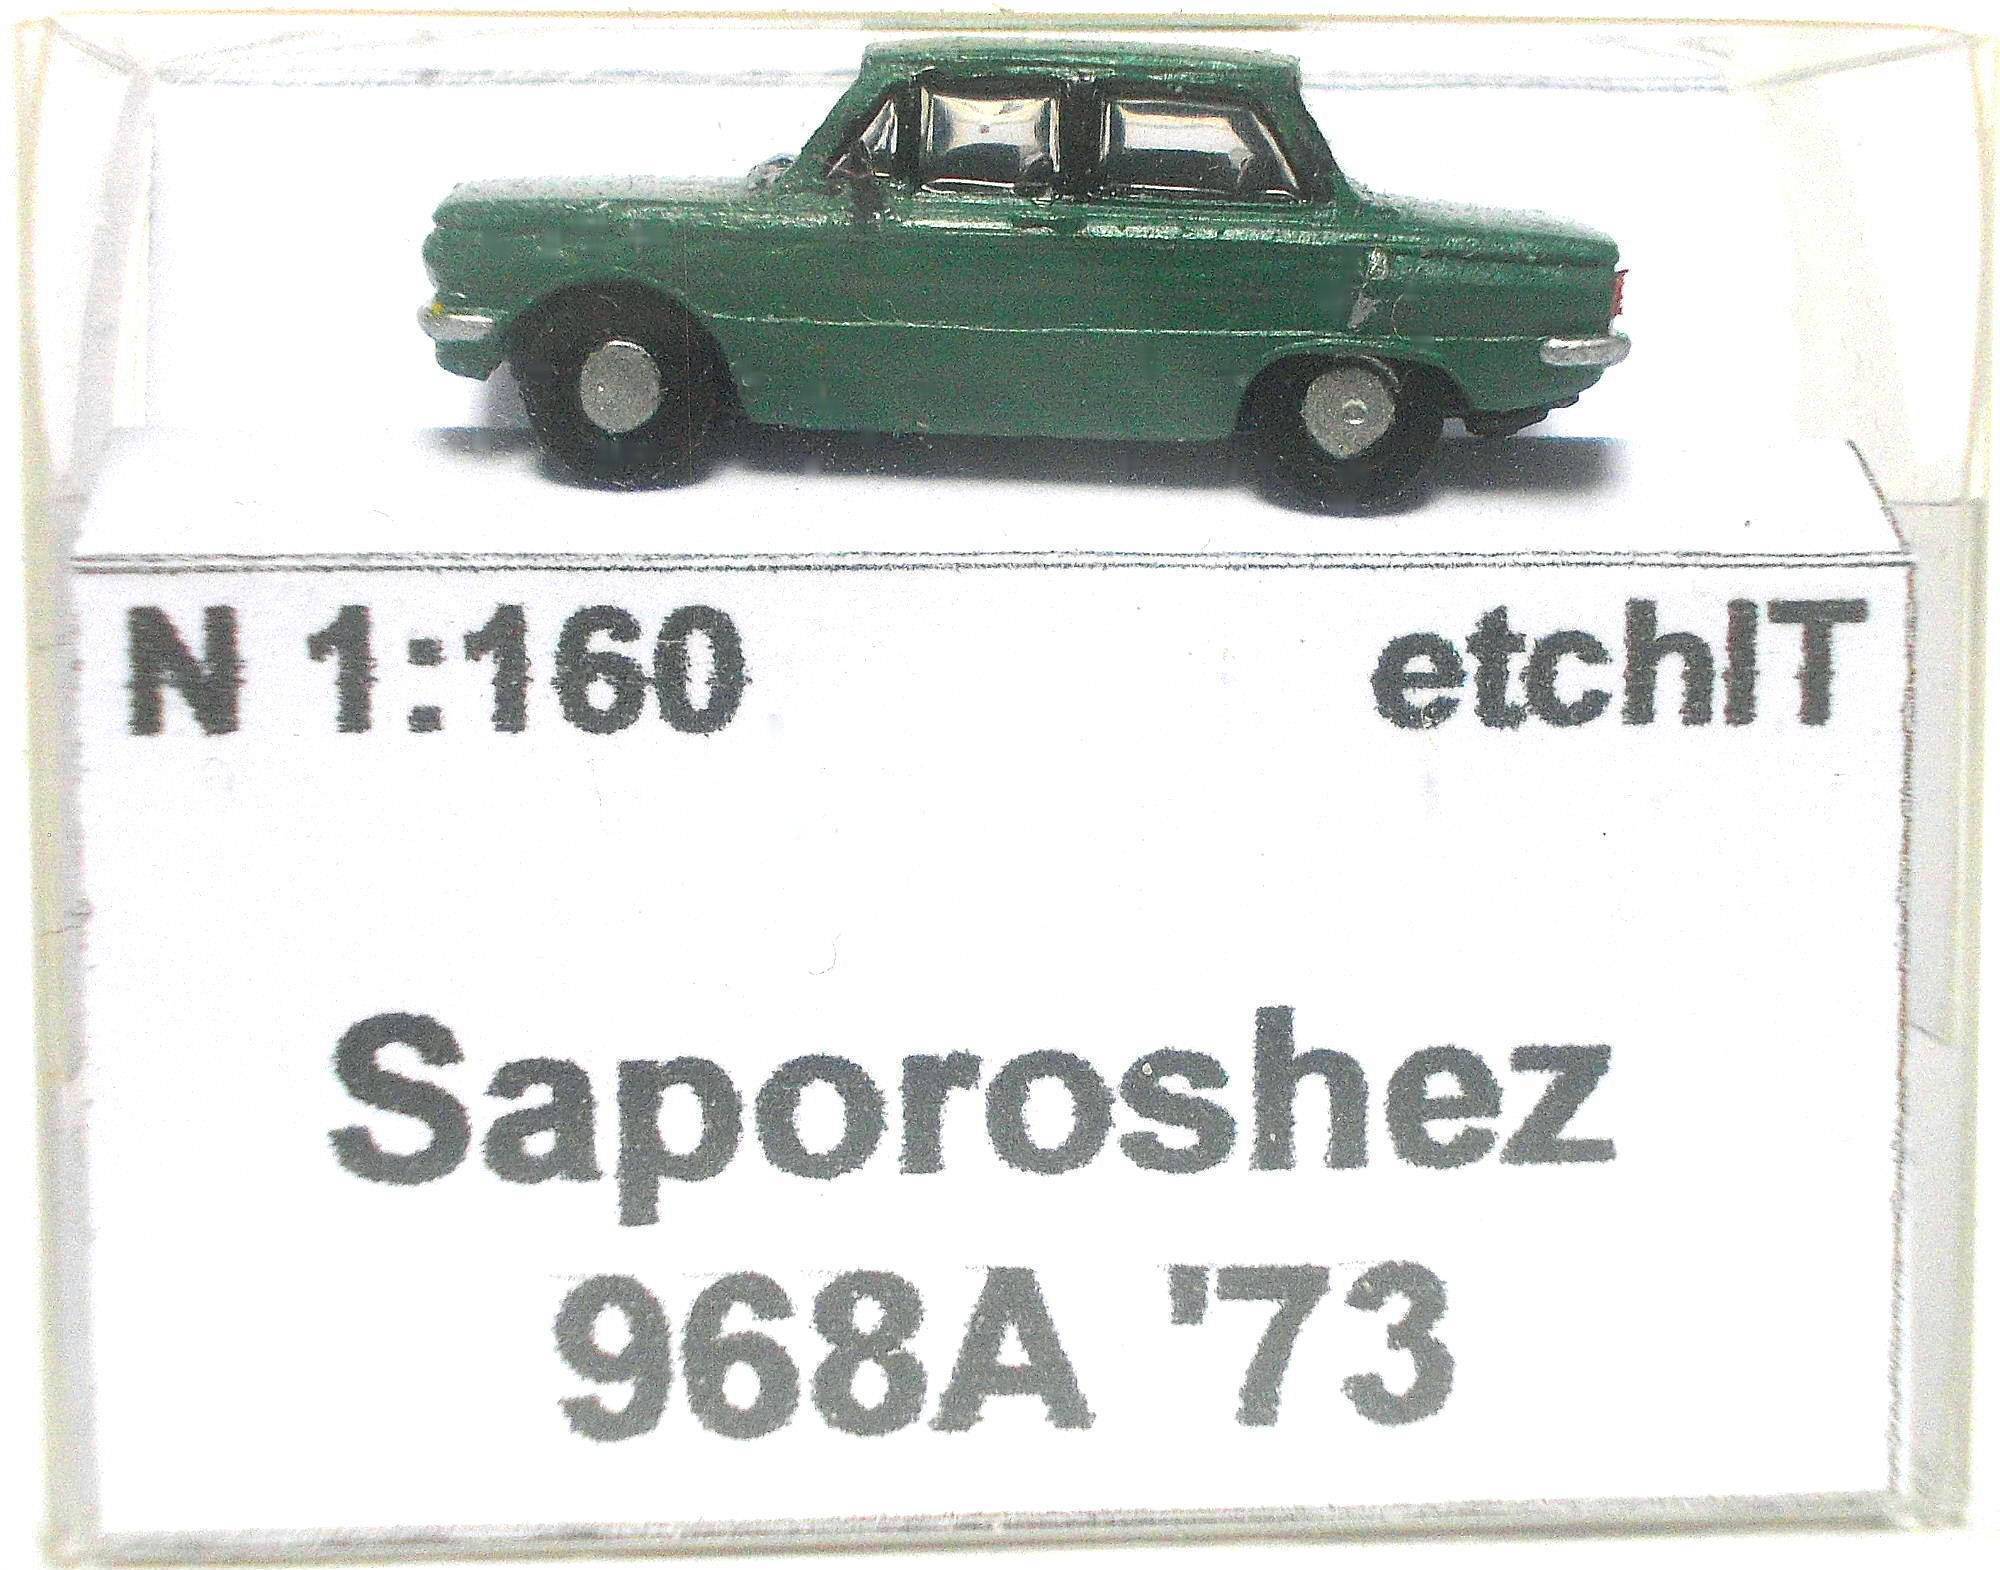 N 1:160 etchIT
Saporoshez
968A '73